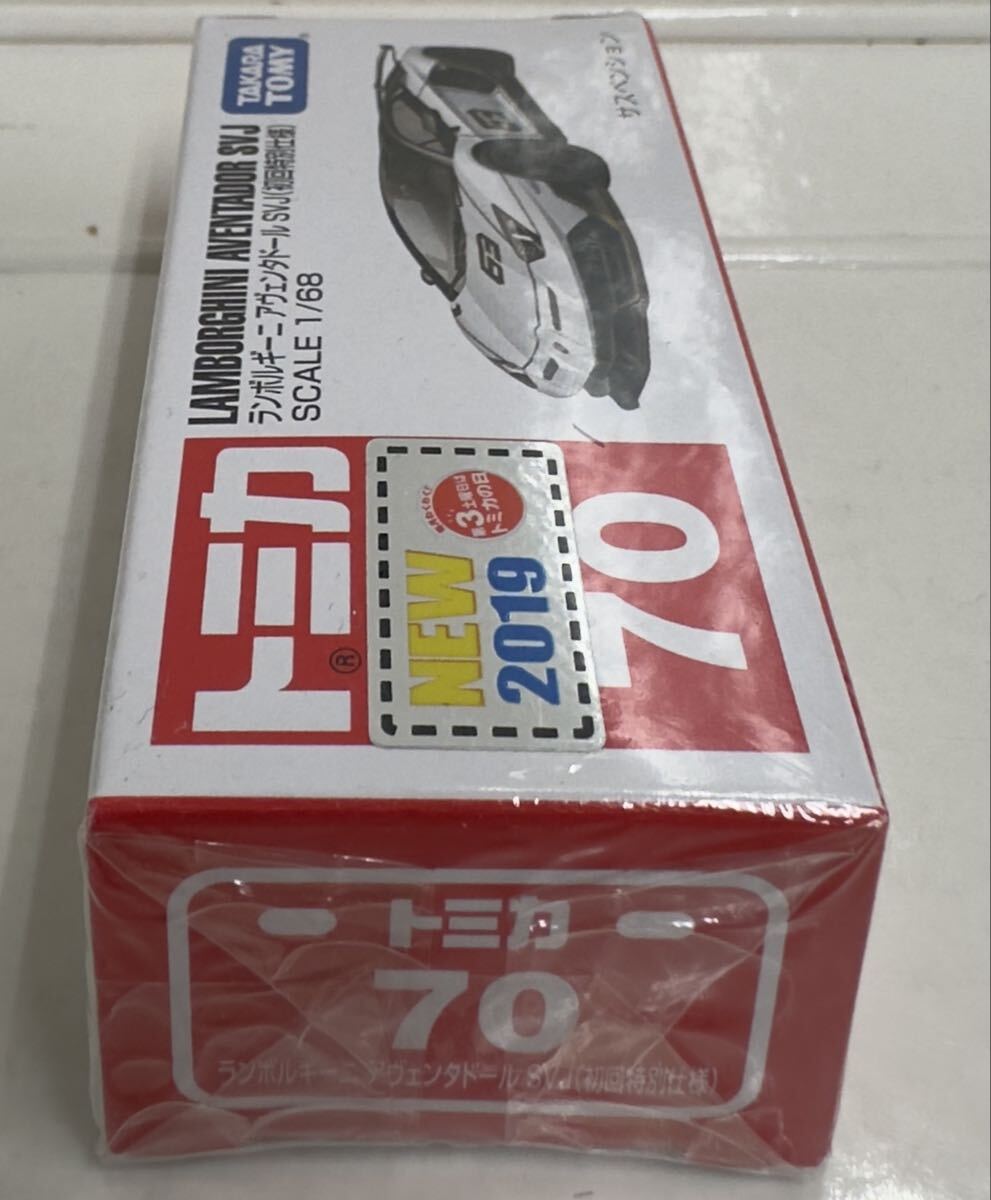 TAKARA
TOMY
LAMBORGHINI AVENTADOR SVJ
ランボルギーニ アヴェンタドール SVJ(初回特別仕様)
SCALE 1/68
63
サスペンション
トミカ®
NEW
2019
第3土曜日は
トミカの日
70
トミカ
70
ランボルギーニ アヴェンタドール SVJ(初回特別仕様)